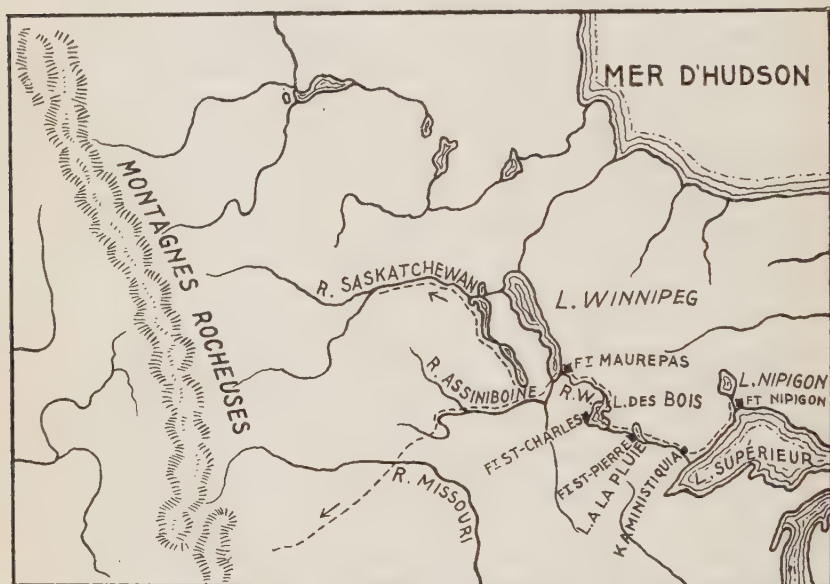 MER D'HUDSON
MONTAGNES ROCHEUSES
R. SASKATCHEWAN
L. WINNIPEG
FT MAUREPAS
R. ASSINIBOINE
R.W.
L. DES BOIS
L. NIPIGON
FT NIPIGON
FT ST-CHARLES
FT ST-PIERRE
L. A LA PLUIE
KAMINISTIQUIA
L. SUPÉRIEUR
R. MISSOURI